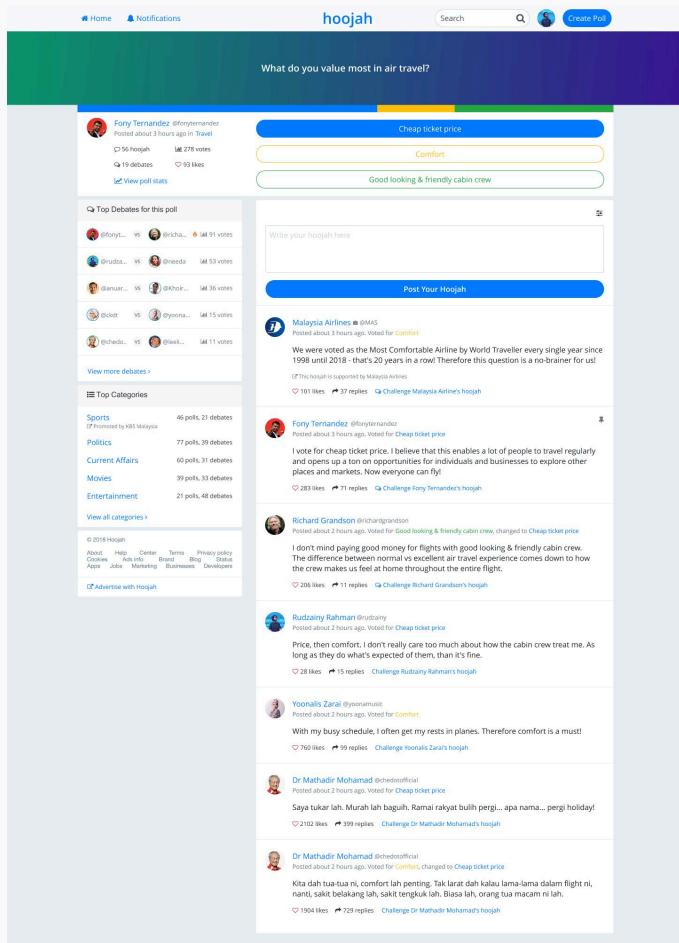 Home Notifications hoojah Search Create Poll
What do you value most in air travel?
Fony Ternandez @fonyternandez
Posted about 3 hours ago in Travel
56 hoojah 278 votes
19 debates 93 likes
View poll stats
Cheap ticket price
Comfort
Good looking & friendly cabin crew
Top Debates for this poll
@fonyt... vs @richa... 91 votes
@rudza... vs @needa 53 votes
@anuar... vs @Khoir... 36 votes
@ckdt vs @yoona... 15 votes
@chedo... vs @leeli... 11 votes
View more debates ›
Top Categories
Sports 46 polls, 21 debates
Promoted by KBS Malaysia
Politics 77 polls, 39 debates
Current Affairs 60 polls, 31 debates
Movies 39 polls, 33 debates
Entertainment 21 polls, 48 debates
View all categories ›
© 2018 Hoojah
About Help Center Terms Privacy policy
Cookies Ads info Brand Blog Status
Apps Jobs Marketing Businesses Developers
Advertise with Hoojah
Write your hoojah here
Post Your Hoojah
Malaysia Airlines @MAS
Posted about 3 hours ago. Voted for Comfort
We were voted as the Most Comfortable Airline by World Traveller every single year since
1998 until 2018 - that's 20 years in a row! Therefore this question is a no-brainer for us!
This hoojah is supported by Malaysia Airlines
101 likes 37 replies Challenge Malaysia Airline's hoojah
Fony Ternandez @fonyternandez
Posted about 3 hours ago. Voted for Cheap ticket price
I vote for cheap ticket price. I believe that this enables a lot of people to travel regularly
and opens up a ton on opportunities for individuals and businesses to explore other
places and markets. Now everyone can fly!
283 likes 71 replies Challenge Fony Ternandez's hoojah
Richard Grandson @richardgrandson
Posted about 2 hours ago. Voted for Good looking & friendly cabin crew, changed to Cheap ticket price
I don't mind paying good money for flights with good looking & friendly cabin crew.
The difference between normal vs excellent air travel experience comes down to how
the crew makes us feel at home throughout the entire flight.
206 likes 11 replies Challenge Richard Grandson's hoojah
Rudzainy Rahman @rudzainy
Posted about 2 hours ago. Voted for Cheap ticket price
Price, then comfort. I don't really care too much about how the cabin crew treat me. As
long as they do what's expected of them, than it's fine.
28 likes 15 replies Challenge Rudzainy Rahman's hoojah
Yoonalis Zarai @yoonamusic
Posted about 2 hours ago. Voted for Comfort
With my busy schedule, I often get my rests in planes. Therefore comfort is a must!
760 likes 99 replies Challenge Yoonalis Zarai's hoojah
Dr Mathadir Mohamad @chedotofficial
Posted about 2 hours ago. Voted for Cheap ticket price
Saya tukar lah. Murah lah baguih. Ramai rakyat bulih pergi... apa nama... pergi holiday!
2102 likes 399 replies Challenge Dr Mathadir Mohamad's hoojah
Dr Mathadir Mohamad @chedotofficial
Posted about 2 hours ago. Voted for Comfort, changed to Cheap ticket price
Kita dah tua-tua ni, comfort lah penting. Tak larat dah kalau lama-lama dalam flight ni,
nanti, sakit belakang lah, sakit tengkuk lah. Biasa lah, orang tua macam ni lah.
1904 likes 729 replies Challenge Dr Mathadir Mohamad's hoojah